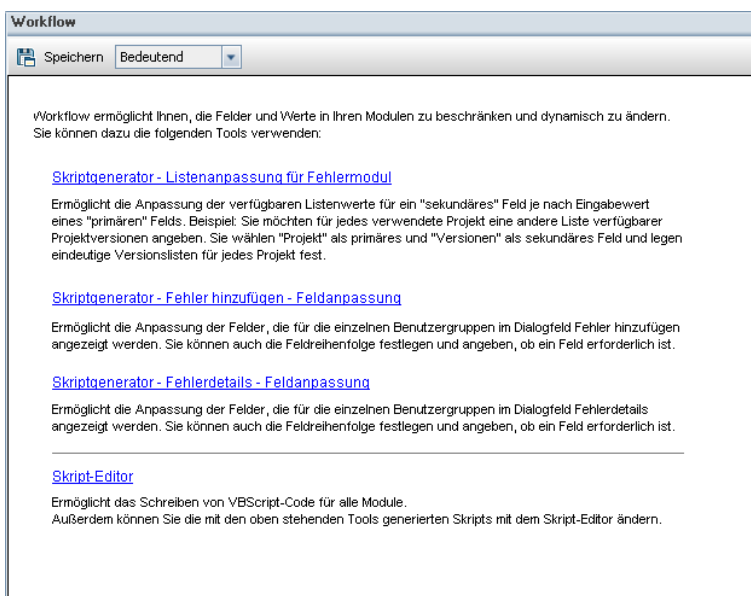 Workflow
Speichern Bedeutend
Workflow ermöglicht Ihnen, die Felder und Werte in Ihren Modulen zu beschränken und dynamisch zu ändern.
Sie können dazu die folgenden Tools verwenden:
Skriptgenerator - Listenanpassung für Fehlermodul
Ermöglicht die Anpassung der verfügbaren Listenwerte für ein "sekundäres" Feld je nach Eingabewert
eines "primären" Felds. Beispiel: Sie möchten für jedes verwendete Projekt eine andere Liste verfügbarer
Projektversionen angeben. Sie wählen "Projekt" als primäres und "Versionen" als sekundäres Feld und legen
eindeutige Versionslisten für jedes Projekt fest.
Skriptgenerator - Fehler hinzufügen - Feldanpassung
Ermöglicht die Anpassung der Felder, die für die einzelnen Benutzergruppen im Dialogfeld Fehler hinzufügen
angezeigt werden. Sie können auch die Feldreihenfolge festlegen und angeben, ob ein Feld erforderlich ist.
Skriptgenerator - Fehlerdetails - Feldanpassung
Ermöglicht die Anpassung der Felder, die für die einzelnen Benutzergruppen im Dialogfeld Fehlerdetails
angezeigt werden. Sie können auch die Feldreihenfolge festlegen und angeben, ob ein Feld erforderlich ist.
Skript-Editor
Ermöglicht das Schreiben von VBScript-Code für alle Module.
Außerdem können Sie die mit den oben stehenden Tools generierten Skripts mit dem Skript-Editor ändern.